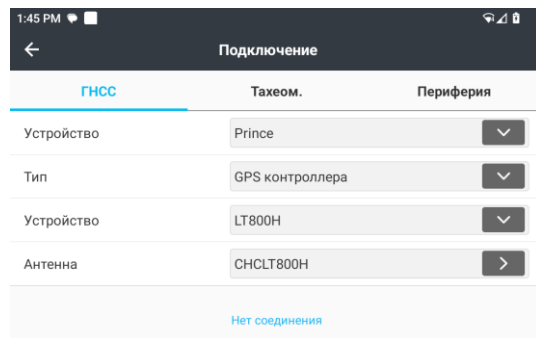 1:45 PM
Подключение
ГНСС Тахеом. Периферия
Устройство Prince
Тип GPS контроллера
Устройство LT800H
Антенна CHCLT800H
Нет соединения